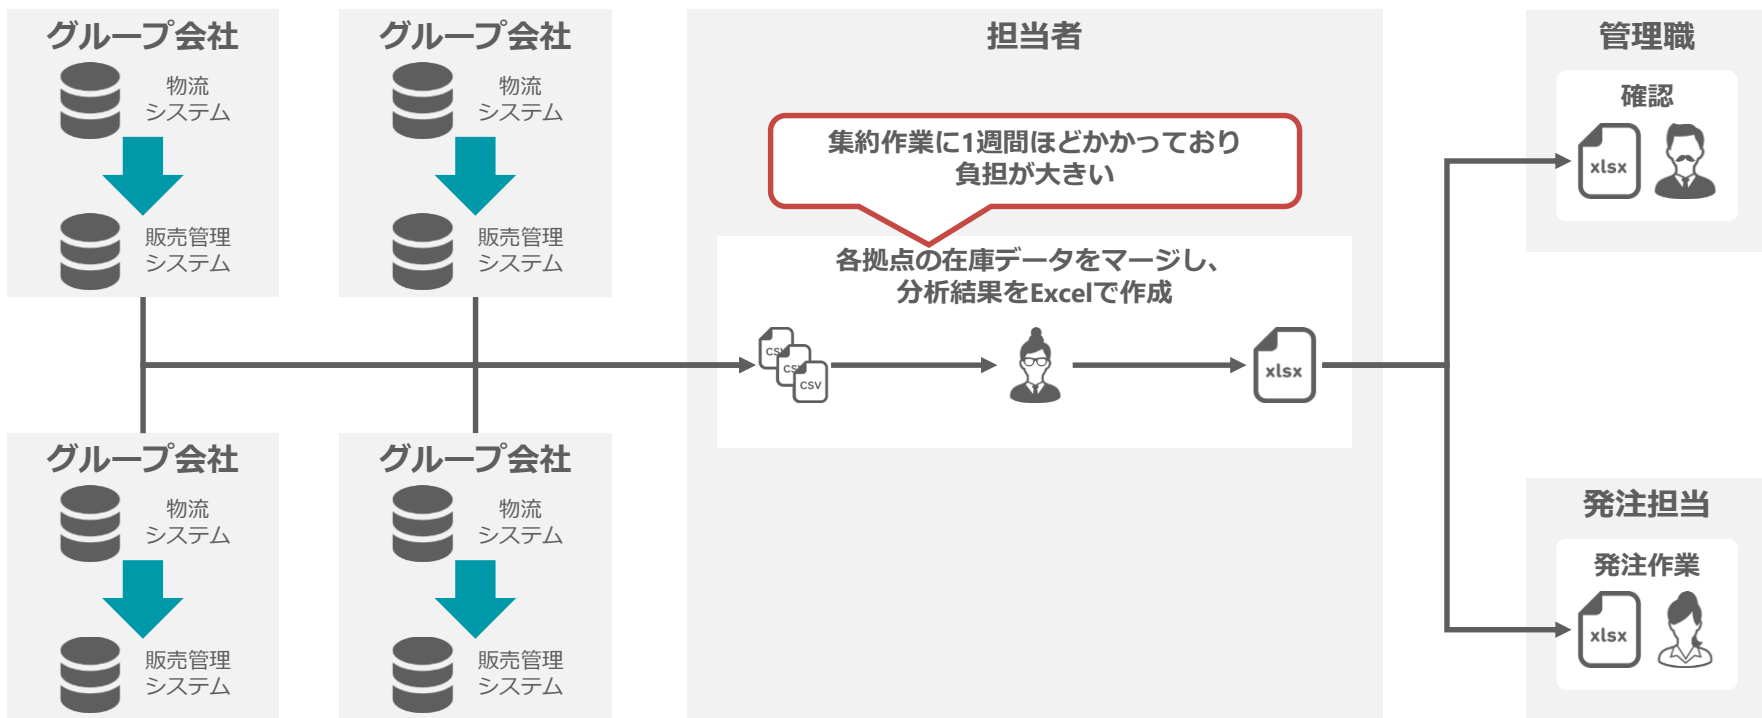 グループ会社
物流
システム
販売管理
システム
グループ会社
物流
システム
販売管理
システム
グループ会社
物流
システム
販売管理
システム
グループ会社
物流
システム
販売管理
システム
担当者
集約作業に1週間ほどかかっており
負担が大きい
各拠点の在庫データをマージし、
分析結果をExcelで作成
CSV
CSV
CSV
xlsx
管理職
確認
xlsx
発注担当
発注作業
xlsx